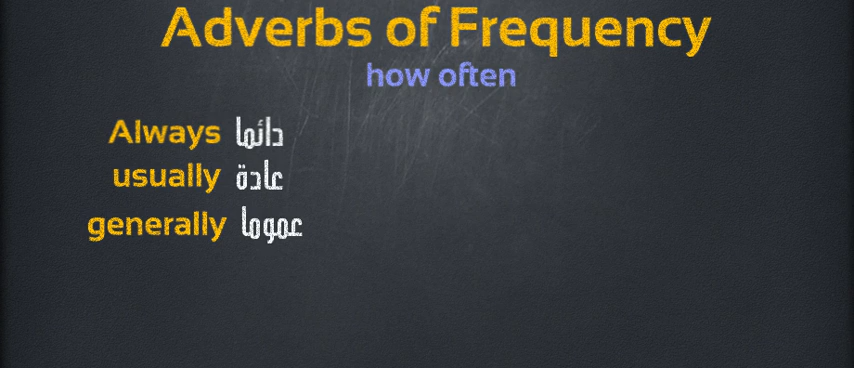 Adverbs of Frequency
how often
Always دائما
usually عادة
generally عموما